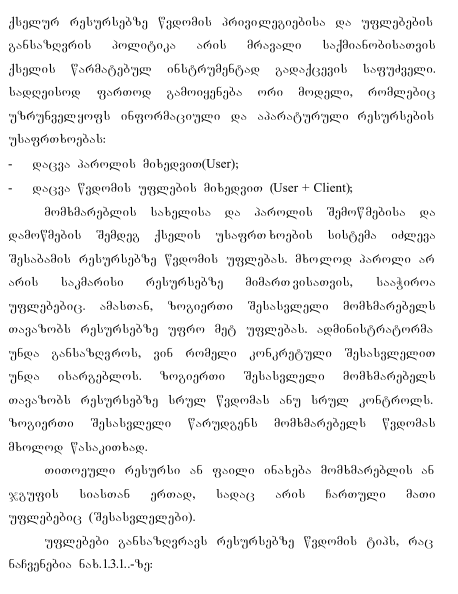 ქსელურ რესურსებზე წვდომის პრივილეგიებისა და უფლებების
განსაზღვრის პოლიტიკა არის მრავალი საქმიანობისათვის
ქსელის წარმატებულ ინსტრუმენტად გადაქცევის საფუძველი.
სადღეისოდ ფართოდ გამოიყენება ორი მოდელი, რომლებიც
უზრუნველყოფს ინფორმაციული და აპარატურული რესურსების
უსაფრთხოებას:
- დაცვა პაროლის მიხედვით(User);
- დაცვა წვდომის უფლების მიხედვით (User + Client);
მომხმარებლის სახელისა და პაროლის შემოწმებისა და
დამოწმების შემდეგ ქსელის უსაფრთხოების სისტემა იძლევა
შესაბამის რესურსებზე წვდომის უფლებას. მხოლოდ პაროლი არ
არის საკმარისი რესურსებზე მიმართვისათვის, სააჭიროა
უფლებებიც. ამასთან, ზოგიერთი შესასვლელი მომხმარებელს
თავაზობს რესურსებზე უფრო მეტ უფლებას. ადმინისტრატორმა
უნდა განსაზღვროს, ვინ რომელი კონკრეტული შესასვლელით
უნდა ისარგებლოს. ზოგიერთი შესასვლელი მომხმარებელს
თავაზობს რესურსებზე სრულ წვდომას ანუ სრულ კონტროლს.
ზოგიერთი შესასვლელი წარუდგენს მომხმარებელს წვდომას
მხოლოდ წასაკითხად.
თითოეული რესურსი ან ფაილი ინახება მომხმარებლის ან
ჯგუფის სიასთან ერთად, სადაც არის ჩართული მათი
უფლებებიც (შესასვლელები).
უფლებები განსაზღვრავს რესურსებზე წვდომის ტიპს, რაც
ნაჩვენებია ნახ.1.3.1..-ზე: